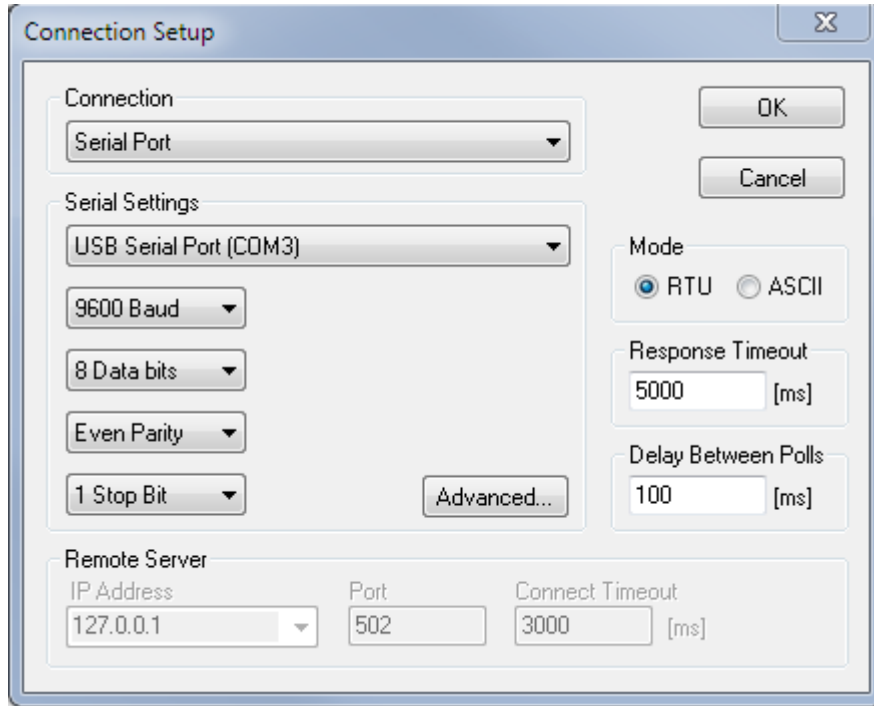 Connection Setup
Connection
Serial Port
OK
Cancel
Serial Settings
USB Serial Port (COM3)
9600 Baud
8 Data bits
Even Parity
1 Stop Bit
Advanced...
Mode
RTU ASCII
Response Timeout
5000 [ms]
Delay Between Polls
100 [ms]
Remote Server
IP Address Port Connect Timeout
127.0.0.1 502 3000 [ms]